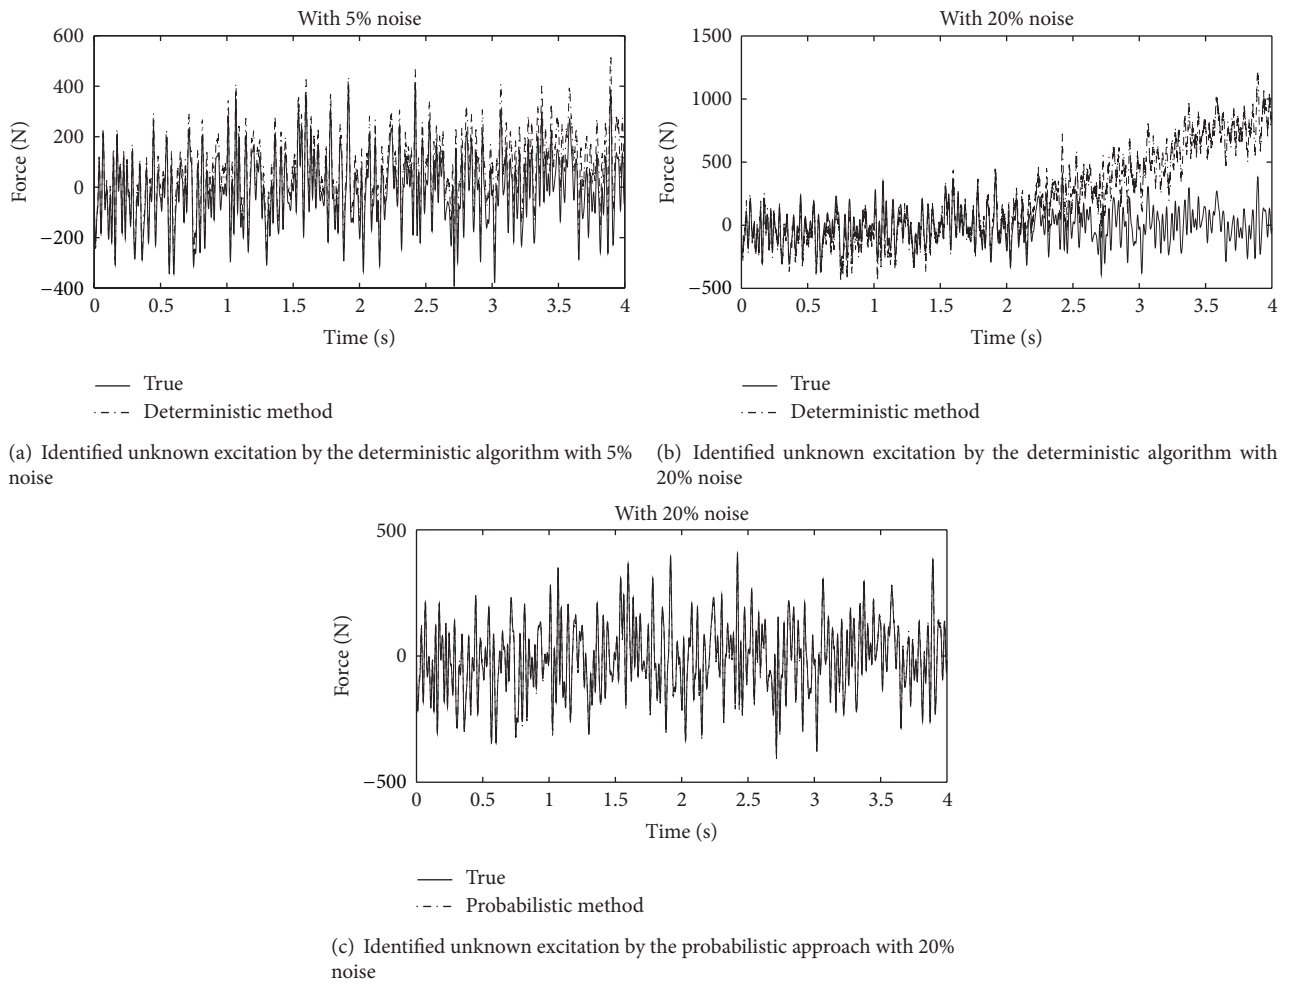 With 5% noise
600
400
200
0
−200
−400
Force (N)
0
0.5
1
1.5
2
2.5
3
3.5
4
Time (s)
True
Deterministic method
(a) Identified unknown excitation by the deterministic algorithm with 5%
noise
With 20% noise
1500
1000
500
0
−500
Force (N)
0
0.5
1
1.5
2
2.5
3
3.5
4
Time (s)
True
Deterministic method
(b) Identified unknown excitation by the deterministic algorithm with
20% noise
With 20% noise
500
0
−500
Force (N)
0
0.5
1
1.5
2
2.5
3
3.5
4
Time (s)
True
Probabilistic method
(c) Identified unknown excitation by the probabilistic approach with 20%
noise